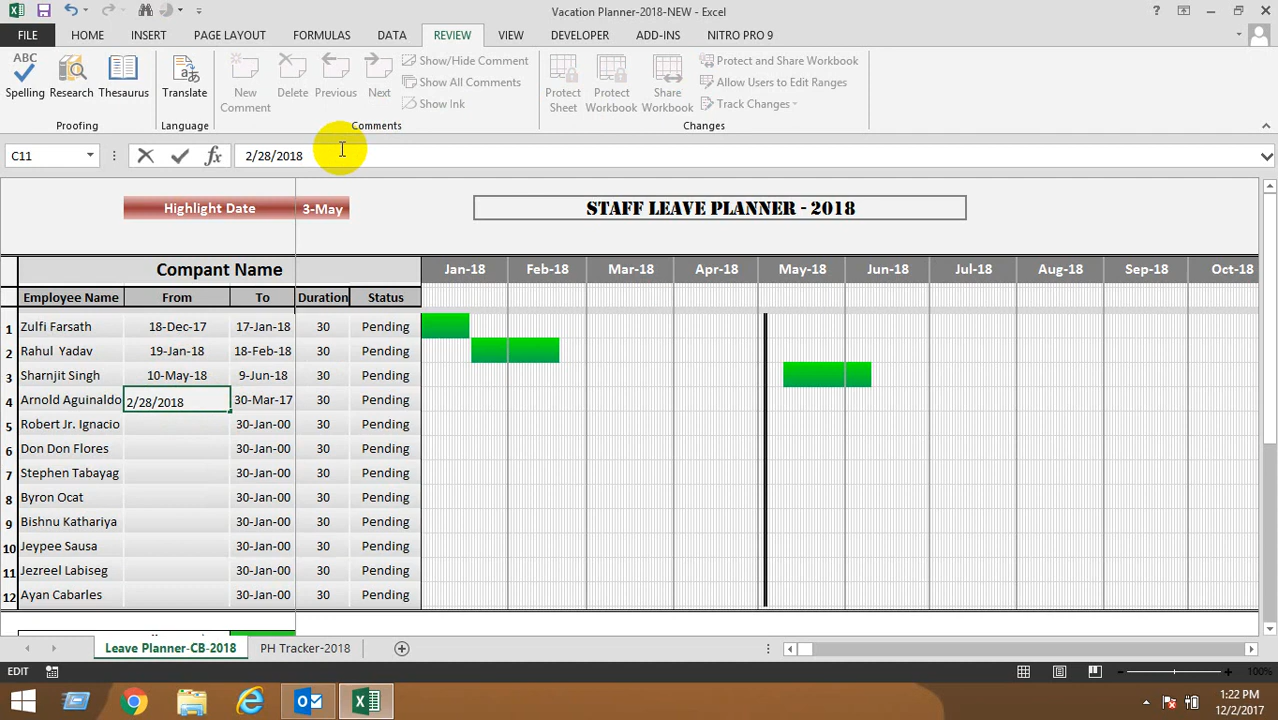 Vacation Planner-2018-NEW - Excel
FILE HOME INSERT PAGE LAYOUT FORMULAS DATA REVIEW VIEW DEVELOPER ADD-INS NITRO PRO 9
ABC
Spelling Research Thesaurus
Proofing
Translate
Language
New Comment Delete Previous Next
Show/Hide Comment
Show All Comments
Show Ink
Comments
Protect Sheet Protect Workbook Share Workbook
Protect and Share Workbook
Allow Users to Edit Ranges
Track Changes
Changes
C11 fx 2/28/2018
Highlight Date 3-May STAFF LEAVE PLANNER - 2018
Compant Name Jan-18 Feb-18 Mar-18 Apr-18 May-18 Jun-18 Jul-18 Aug-18 Sep-18 Oct-18
Employee Name From To Duration Status
1 Zulfi Farsath 18-Dec-17 17-Jan-18 30 Pending
2 Rahul Yadav 19-Jan-18 18-Feb-18 30 Pending
3 Sharnjit Singh 10-May-18 9-Jun-18 30 Pending
4 Arnold Aguinaldo 2/28/2018 30-Mar-17 30 Pending
5 Robert Jr. Ignacio 30-Jan-00 30 Pending
6 Don Don Flores 30-Jan-00 30 Pending
7 Stephen Tabayag 30-Jan-00 30 Pending
8 Byron Ocat 30-Jan-00 30 Pending
9 Bishnu Kathariya 30-Jan-00 30 Pending
10 Jeypee Sausa 30-Jan-00 30 Pending
11 Jezreel Labiseg 30-Jan-00 30 Pending
12 Ayan Cabarles 30-Jan-00 30 Pending
Leave Planner-CB-2018 PH Tracker-2018
EDIT 100%
1:22 PM
12/2/2017